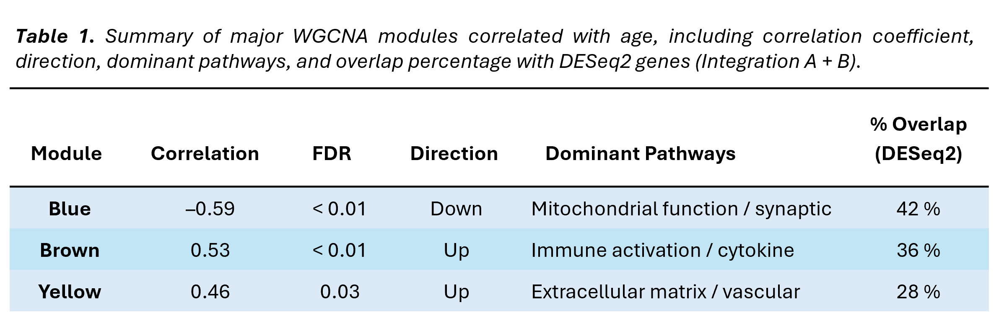 Table 1. Summary of major WGCNA modules correlated with age, including correlation coefficient,
direction, dominant pathways, and overlap percentage with DESeq2 genes (Integration A + B).
Module Correlation FDR Direction Dominant Pathways % Overlap (DESeq2)
Blue –0.59 < 0.01 Down Mitochondrial function / synaptic 42 %
Brown 0.53 < 0.01 Up Immune activation / cytokine 36 %
Yellow 0.46 0.03 Up Extracellular matrix / vascular 28 %